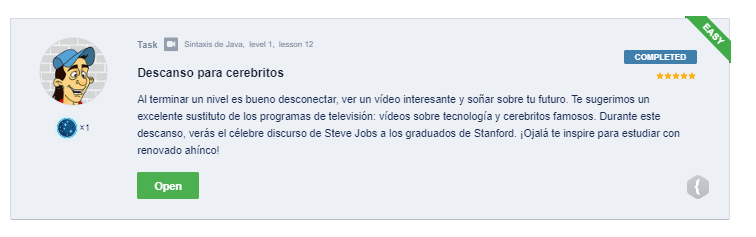 EASY
Task Sintaxis de Java, level 1, lesson 12
COMPLETED
Descanso para cerebritos
Al terminar un nivel es bueno desconectar, ver un vídeo interesante y soñar sobre tu futuro. Te sugerimos un
excelente sustituto de los programas de televisión: vídeos sobre tecnología y cerebritos famosos. Durante este
descanso, verás el célebre discurso de Steve Jobs a los graduados de Stanford. ¡Ojalá te inspire para estudiar con
renovado ahínco!
×1
Open
{